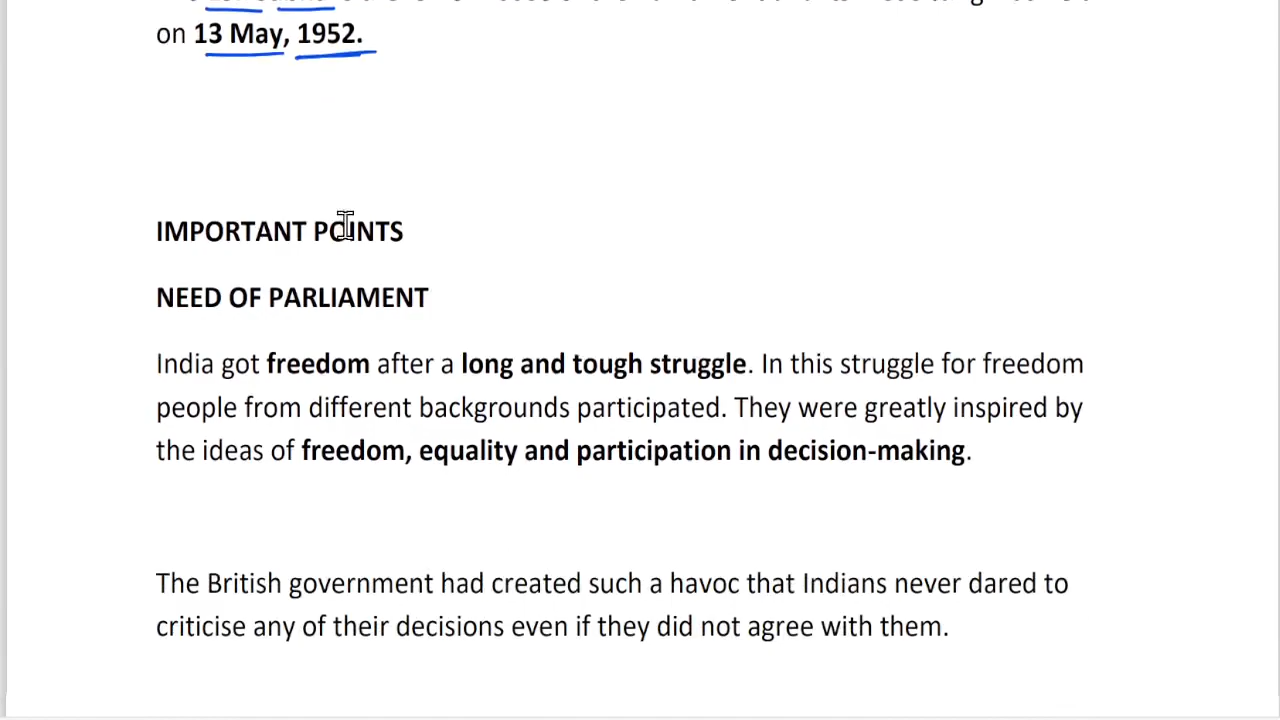 on 13 May, 1952.
IMPORTANT POINTS
NEED OF PARLIAMENT
India got freedom after a long and tough struggle. In this struggle for freedom
people from different backgrounds participated. They were greatly inspired by
the ideas of freedom, equality and participation in decision-making.
The British government had created such a havoc that Indians never dared to
criticise any of their decisions even if they did not agree with them.